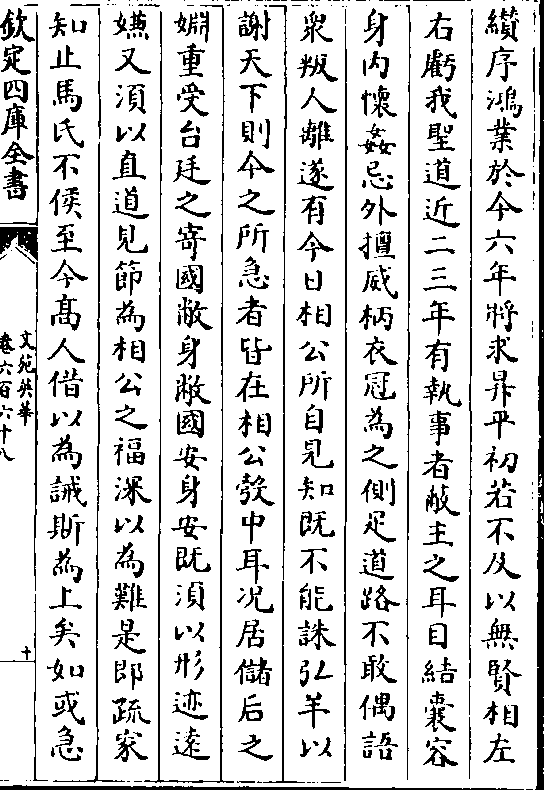 纉序鴻業於今六年將求昇平初若不及以無賢相左
右虧我聖道近二三年有執事者蔽主之耳目結囊容
身内懷姦忌外擅威柄衣冠為之側足道路不敢偶語
衆叛人離遂有今日相公所自見知既不能誅弘羊以
謝天下則今之所急者皆在相公彀中耳况居儲后之
姻重受台廷之寄國敝身敝國安身安既須以形迹逺
嫌又須以直道見節為相公之福深以為難是即疏家
知止馬氏不侯至今髙人借以為誡斯為上矣如或急
欽定四庫全書
文苑英華
卷六百六十八
十